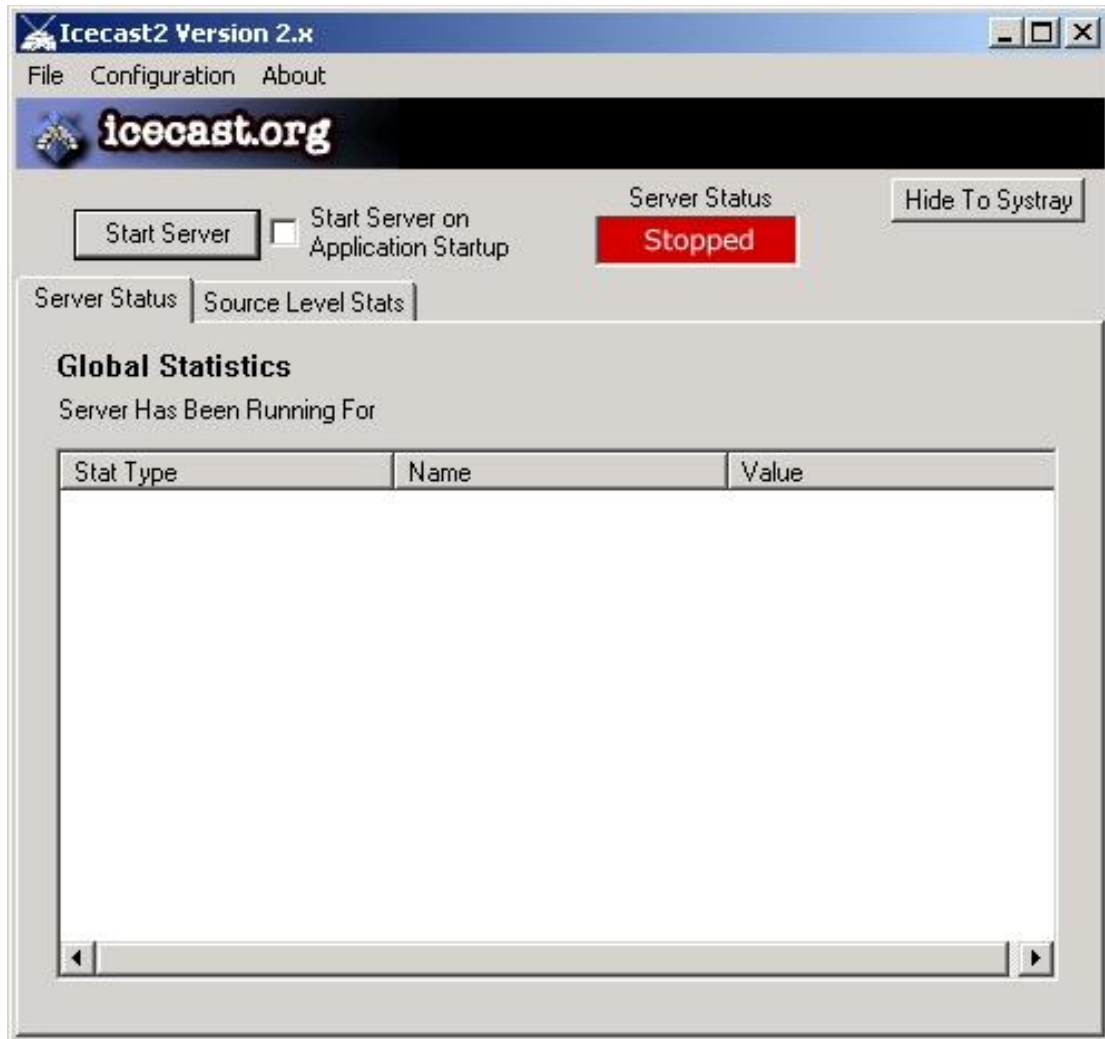 Icecast2 Version 2.x
File Configuration About
icecast.org
Start Server
Start Server on
Application Startup
Server Status
Stopped
Hide To Systray
Server Status
Source Level Stats
Global Statistics
Server Has Been Running For
Stat Type Name Value